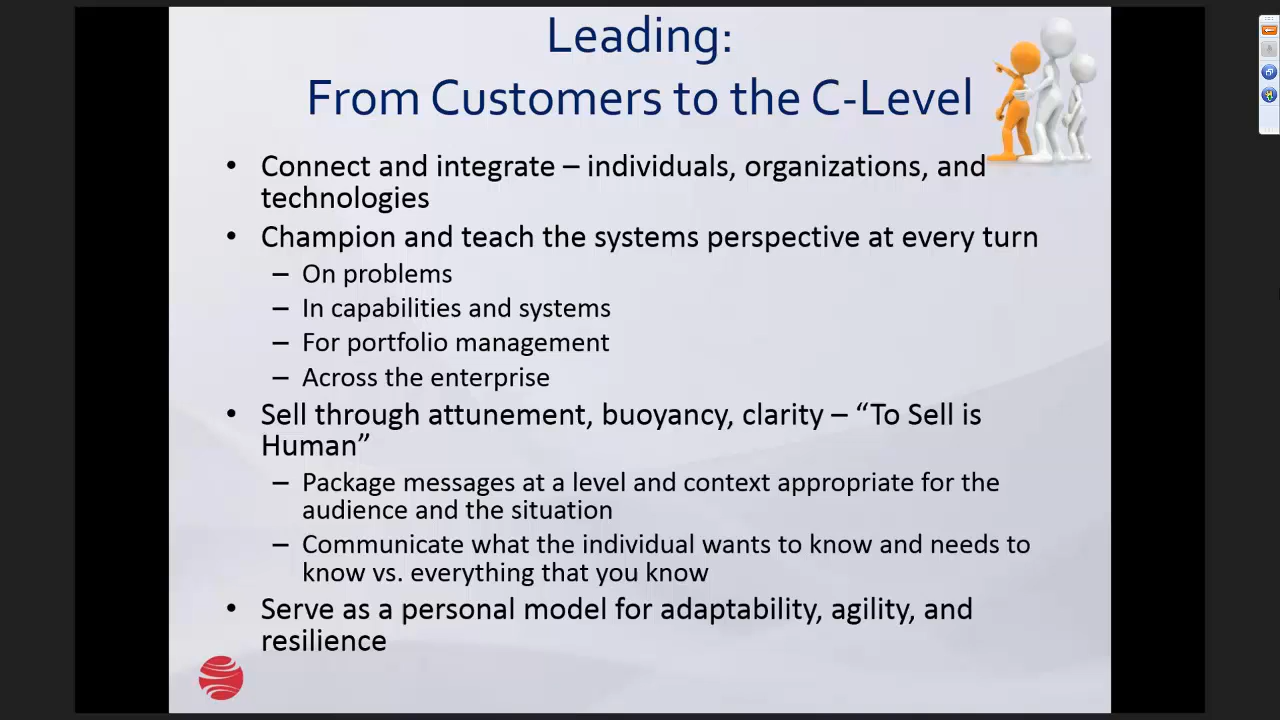 Leading:
From Customers to the C-Level
• Connect and integrate – individuals, organizations, and
technologies
• Champion and teach the systems perspective at every turn
– On problems
– In capabilities and systems
– For portfolio management
– Across the enterprise
• Sell through attunement, buoyancy, clarity – “To Sell is
Human”
– Package messages at a level and context appropriate for the
audience and the situation
– Communicate what the individual wants to know and needs to
know vs. everything that you know
• Serve as a personal model for adaptability, agility, and
resilience